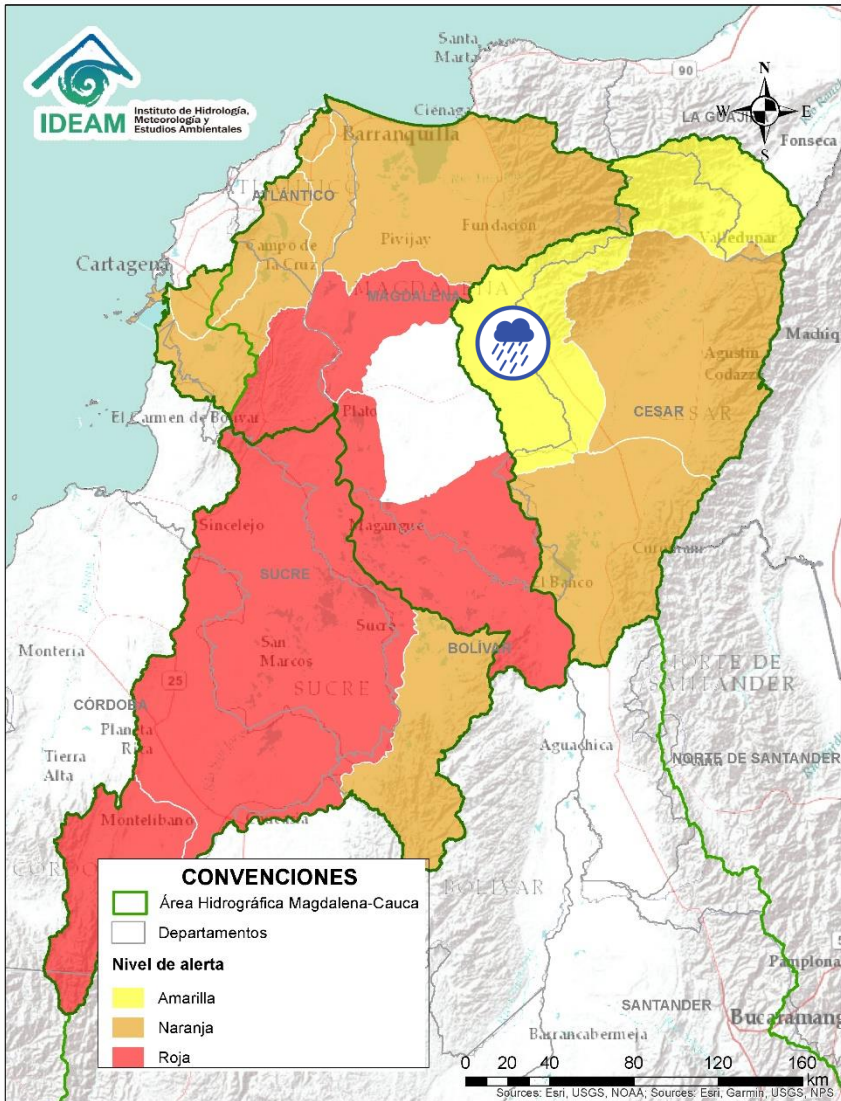 IDEAM
Instituto de Hidrología,
Meteorología y
Estudios Ambientales
Santa
Marta
90
N
W
E
S
LA GUAJI
Fonseca
Ciénaga
Barranquilla
ATLÁNTICO
Valledupar
Campo de
la Cruz
Pivijay
Fundación
Cartagena
MAGDALENA
Machiq
Agustín
Codazzi
El Carmen de Bolívar
Plato
CESAR
Sincelejo
Magangue
SUCRE
El Banco
Sucre
BOLÍVAR
San
Marcos
SUCRE
Montería
25
NORTE DE
SANTANDER
CÓRDOBA
Planeta
Rica
Tierra
Alta
Aguachica
NORTE DE SANTANDER
Montelíbano
BOLÍVAR
CONVENCIONES
Área Hidrográfica Magdalena-Cauca
Departamentos
Nivel de alerta
Amarilla
Naranja
Roja
Pamplona
SANTANDER
Bucaramang
Barrancabermeja
0 20 40 80 120 160
km
Sources: Esri, USGS, NOAA; Sources: Esri, Garmin, USGS, NPS